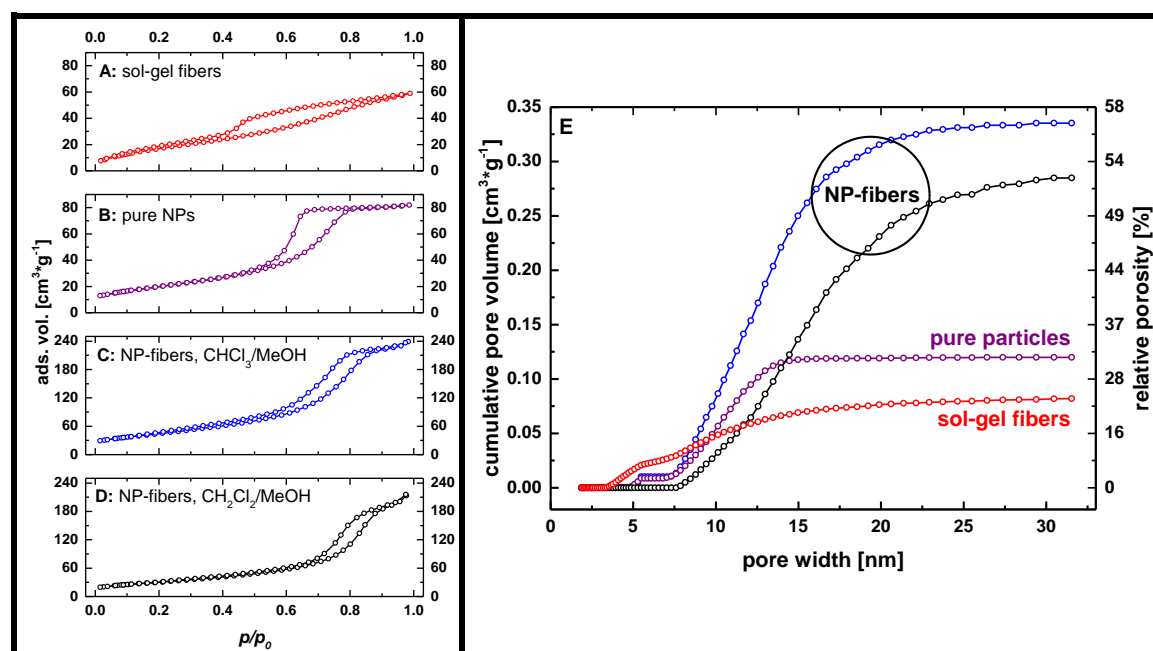 0.0 0.2 0.4 0.6 0.8 1.0
A: sol-gel fibers
80 80
60 60
40 40
20 20
0 0
B: pure NPs
80 80
60 60
40 40
20 20
0 0
C: NP-fibers, CHCl3/MeOH
240 240
180 180
120 120
60 60
0 0
D: NP-fibers, CH2Cl2/MeOH
240 240
180 180
120 120
60 60
0 0
0.0 0.2 0.4 0.6 0.8 1.0
p/p0
ads. vol. [cm3*g-1]
E
0.35 58
0.30 54
0.25 49
0.20 44
0.15 37
0.10 28
0.05 16
0.00 0
NP-fibers
pure particles
sol-gel fibers
0 5 10 15 20 25 30
pore width [nm]
cumulative pore volume [cm3*g-1]
relative porosity [%]